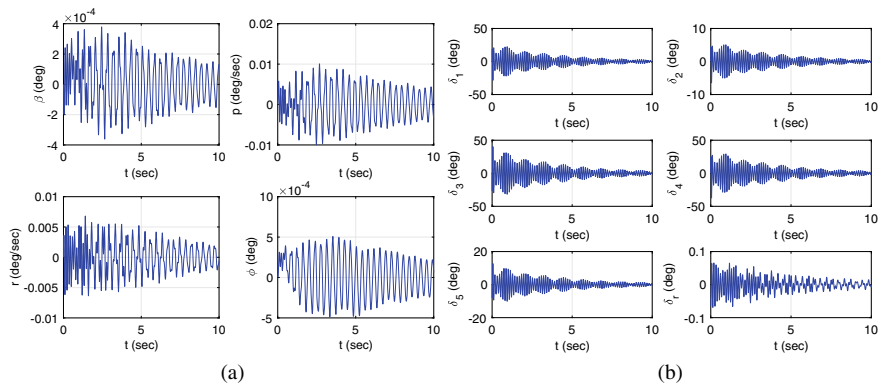 ×10⁻⁴
4
2
0
-2
-4
β (deg)
0 5 10
t (sec)
0.02
0.01
0
-0.01
p (deg/sec)
0 5 10
t (sec)
0.01
0.005
0
-0.005
-0.01
r (deg/sec)
0 5 10
t (sec)
×10⁻⁴
10
5
0
-5
ϕ (deg)
0 5 10
t (sec)
(a)
50
0
-50
δ₁ (deg)
0 5 10
t (sec)
10
0
-10
δ₂ (deg)
0 5 10
t (sec)
50
0
-50
δ₃ (deg)
0 5 10
t (sec)
50
0
-50
δ₄ (deg)
0 5 10
t (sec)
20
0
-20
δ₅ (deg)
0 5 10
t (sec)
0.1
0
-0.1
δᵣ (deg)
0 5 10
t (sec)
(b)